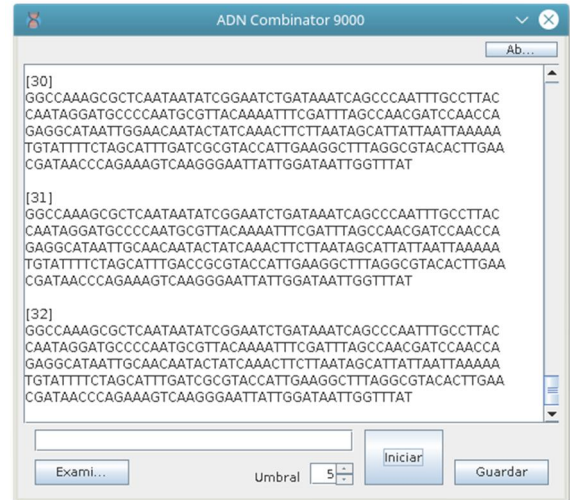 ADN Combinator 9000
Ab...
[30]
GGCCAAAGCGCTCAATAATATCGGAATCTGATAAATCAGCCCAATTTGCCTTAC
CAATAGGATGCCCCAATGCGTTACAAAATTTCGATTTAGCCAACGATCCAACCA
GAGGCATAATTGGAACAATACTATCAAACTTCTTAATAGCATTATTAATTAAAAA
TGTATTTTCTAGCATTTGATCGCGTACCATTGAAGGCTTTAGGCGTACACTTGAA
CGATAACCCAGAAAGTCAAGGGAATTATTGGATAATTGGTTTAT
[31]
GGCCAAAGCGCTCAATAATATCGGAATCTGATAAATCAGCCCAATTTGCCTTAC
CAATAGGATGCCCCAATGCGTTACAAAATTTCGATTTAGCCAACGATCCAACCA
GAGGCATAATTGCAACAATACTATCAAACTTCTTAATAGCATTATTAATTAAAAA
TGTATTTTCTAGCATTTGACCGCGTACCATTGAAGGCTTTAGGCGTACACTTGAA
CGATAACCCAGAAAGTCAAGGGAATTATTGGATAATTGGTTTAT
[32]
GGCCAAAGCGCTCAATAATATCGGAATCTGATAAATCAGCCCAATTTGCCTTAC
CAATAGGATGCCCCAATGCGTTACAAAATTTCGATTTAGCCAACGATCCAACCA
GAGGCATAATTGCAACAATACTATCAAACTTCTTAATAGCATTATTAATTAAAAA
TGTATTTTCTAGCATTTGATCGCGTACCATTGAAGGCTTTAGGCGTACACTTGAA
CGATAACCCAGAAAGTCAAGGGAATTATTGGATAATTGGTTTAT
Exami...
Umbral 5
Iniciar
Guardar